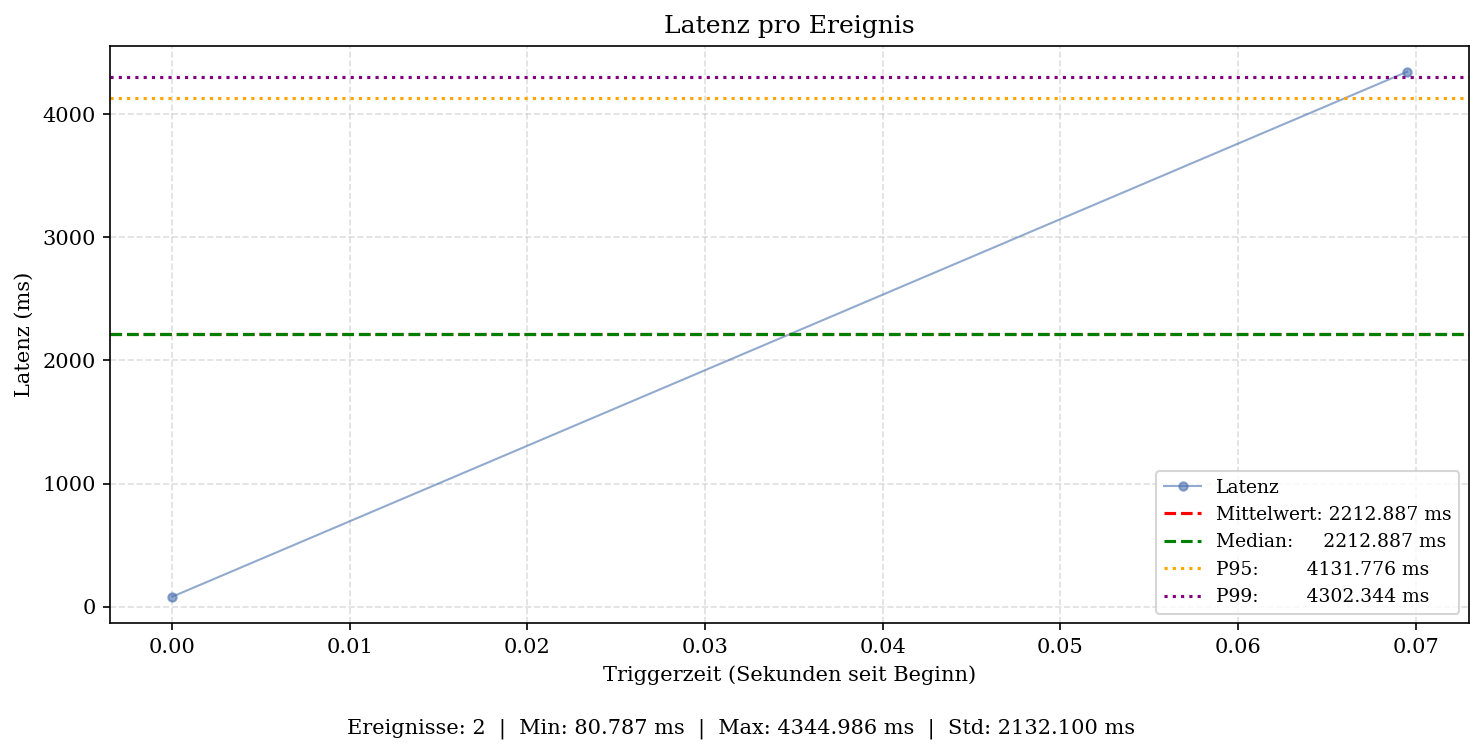 Latenz pro Ereignis
Latenz (ms)
4000
3000
2000
1000
0
Latenz
Mittelwert: 2212.887 ms
Median: 2212.887 ms
P95: 4131.776 ms
P99: 4302.344 ms
0.00 0.01 0.02 0.03 0.04 0.05 0.06 0.07
Triggerzeit (Sekunden seit Beginn)
Ereignisse: 2 | Min: 80.787 ms | Max: 4344.986 ms | Std: 2132.100 ms